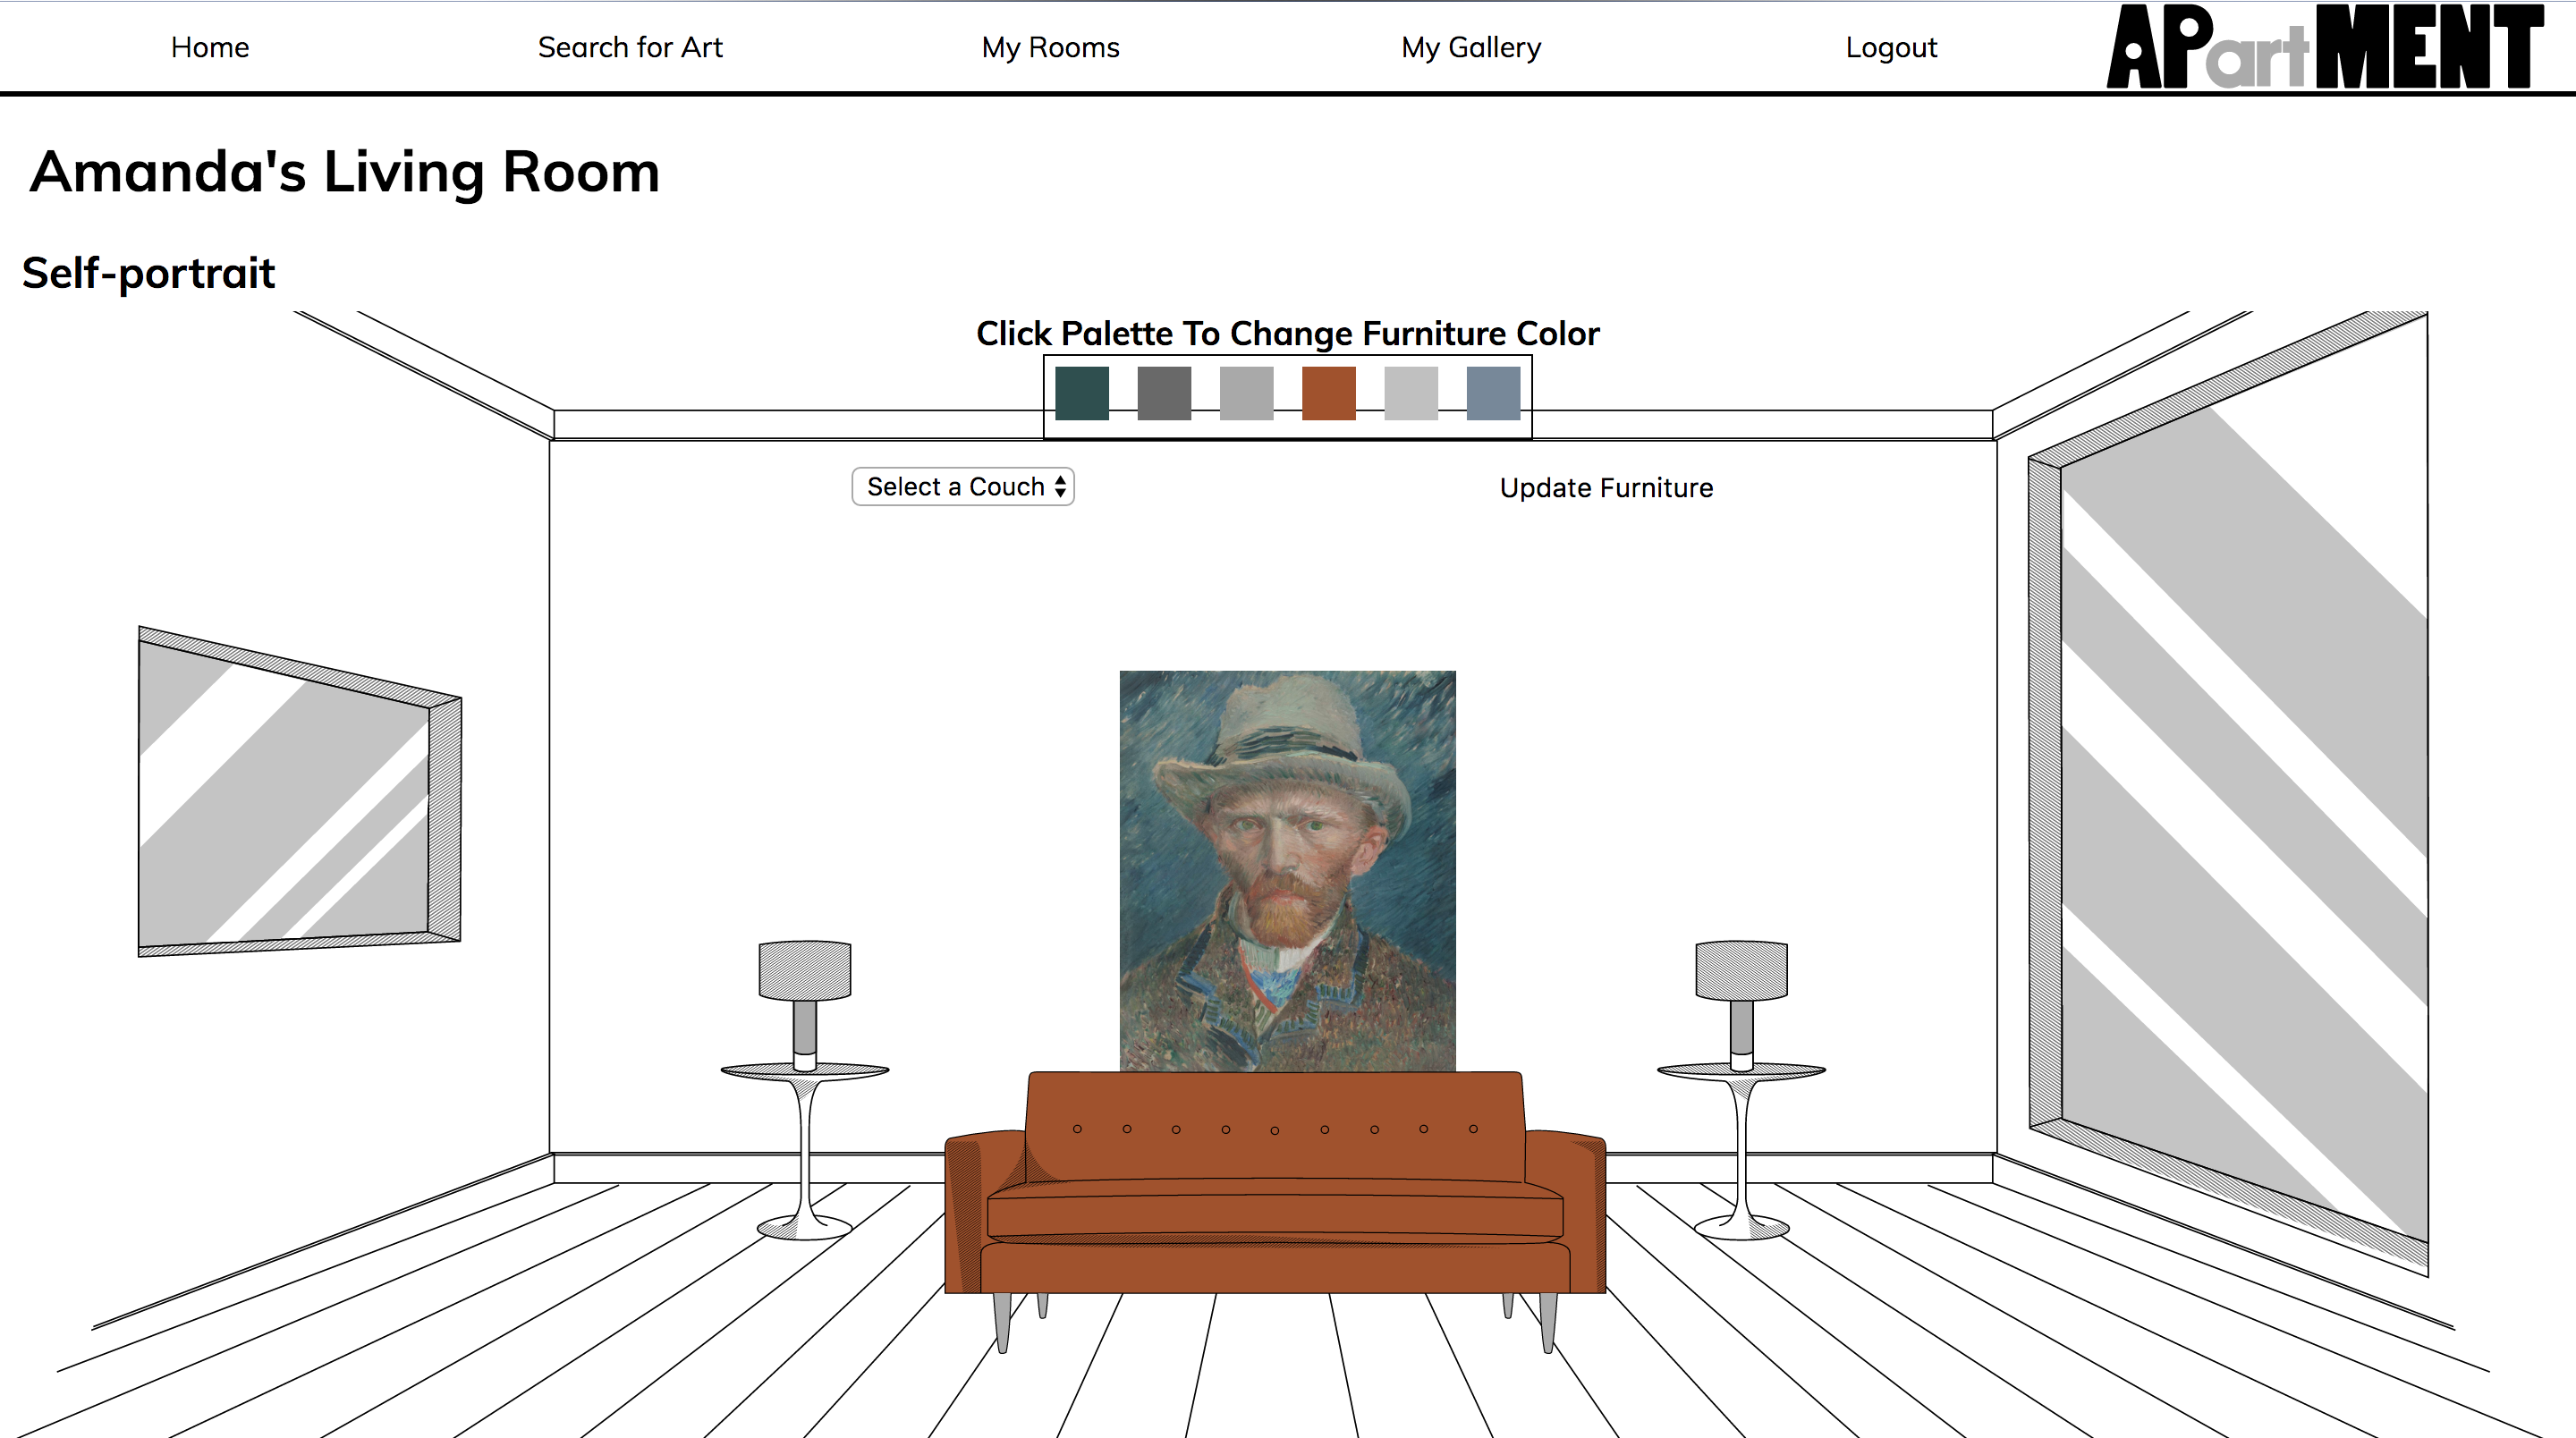 Home Search for Art My Rooms My Gallery Logout APartMENT
Amanda's Living Room
Self-portrait
Click Palette To Change Furniture Color
Select a Couch Update Furniture